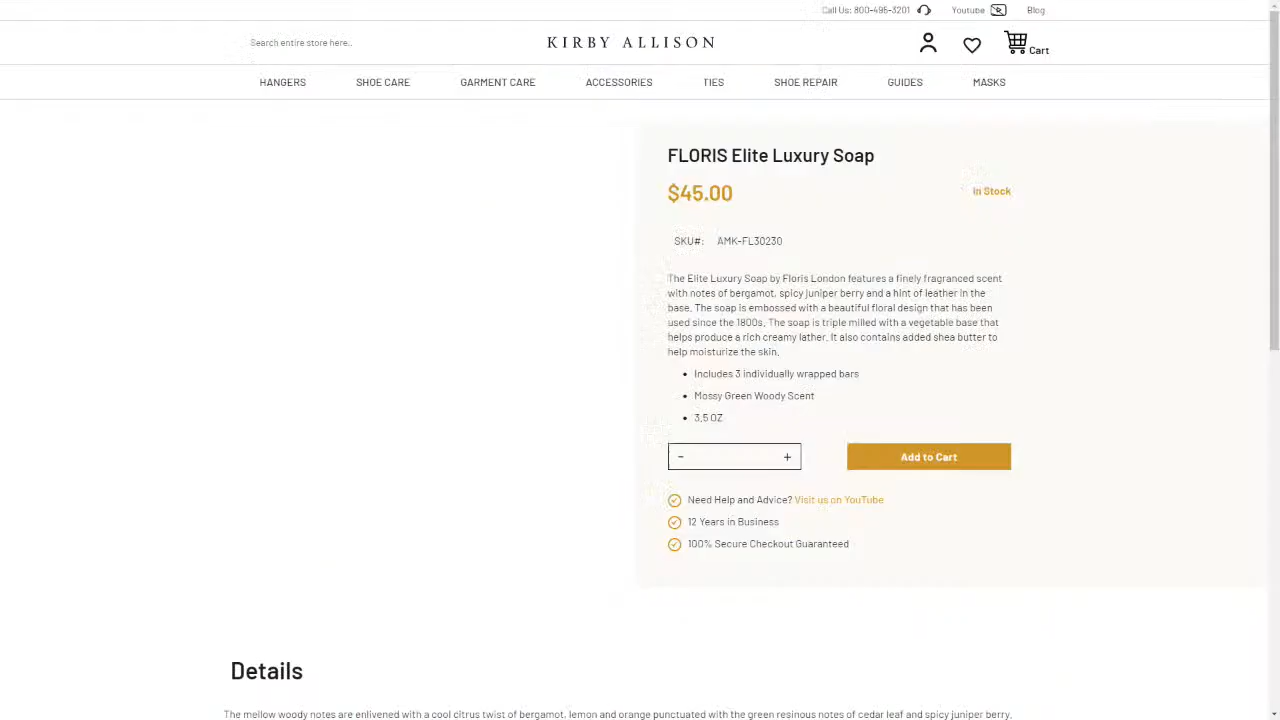 Call Us: 800-495-3201 Youtube Blog
Search entire store here..
KIRBY ALLISON
Cart
HANGERS SHOE CARE GARMENT CARE ACCESSORIES TIES SHOE REPAIR GUIDES MASKS
FLORIS Elite Luxury Soap
$45.00
In Stock
SKU#: AMK-FL30230
The Elite Luxury Soap by Floris London features a finely fragranced scent
with notes of bergamot, spicy juniper berry and a hint of leather in the
base. The soap is embossed with a beautiful floral design that has been
used since the 1800s. The soap is triple milled with a vegetable base that
helps produce a rich creamy lather. It also contains added shea butter to
help moisturize the skin.
• Includes 3 individually wrapped bars
• Mossy Green Woody Scent
• 3.5 OZ
- +
Add to Cart
Need Help and Advice? Visit us on YouTube
12 Years in Business
100% Secure Checkout Guaranteed
Details
The mellow woody notes are enlivened with a cool citrus twist of bergamot, lemon and orange punctuated with the green resinous notes of cedar leaf and spicy juniper berry.